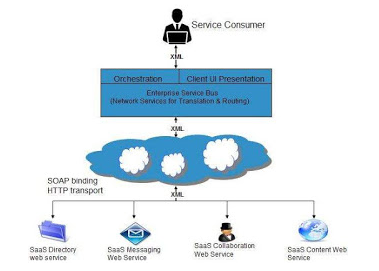 Service Consumer
XML
Orchestration
Client UI Presentation
Enterprise Service Bus
(Network Services for Translation & Routing)
XML
SOAP binding
HTTP transport
XML
SaaS Directory
web service
SaaS Messaging
Web Service
SaaS Collaboration
Web Service
SaaS Content Web
Service